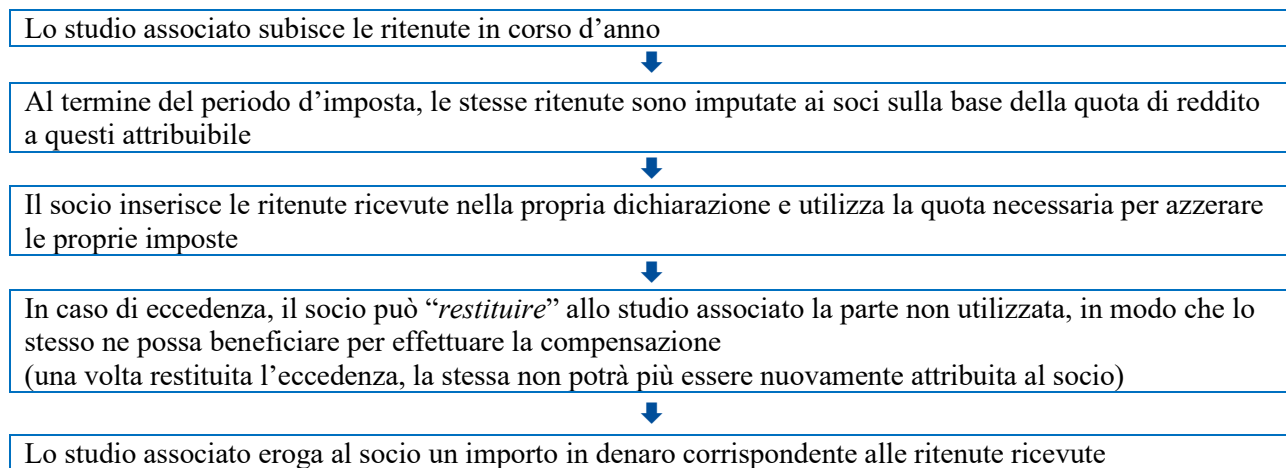 Lo studio associato subisce le ritenute in corso d’anno
Al termine del periodo d’imposta, le stesse ritenute sono imputate ai soci sulla base della quota di reddito
a questi attribuibile
Il socio inserisce le ritenute ricevute nella propria dichiarazione e utilizza la quota necessaria per azzerare
le proprie imposte
In caso di eccedenza, il socio può “restituire” allo studio associato la parte non utilizzata, in modo che lo
stesso ne possa beneficiare per effettuare la compensazione
(una volta restituita l’eccedenza, la stessa non potrà più essere nuovamente attribuita al socio)
Lo studio associato eroga al socio un importo in denaro corrispondente alle ritenute ricevute